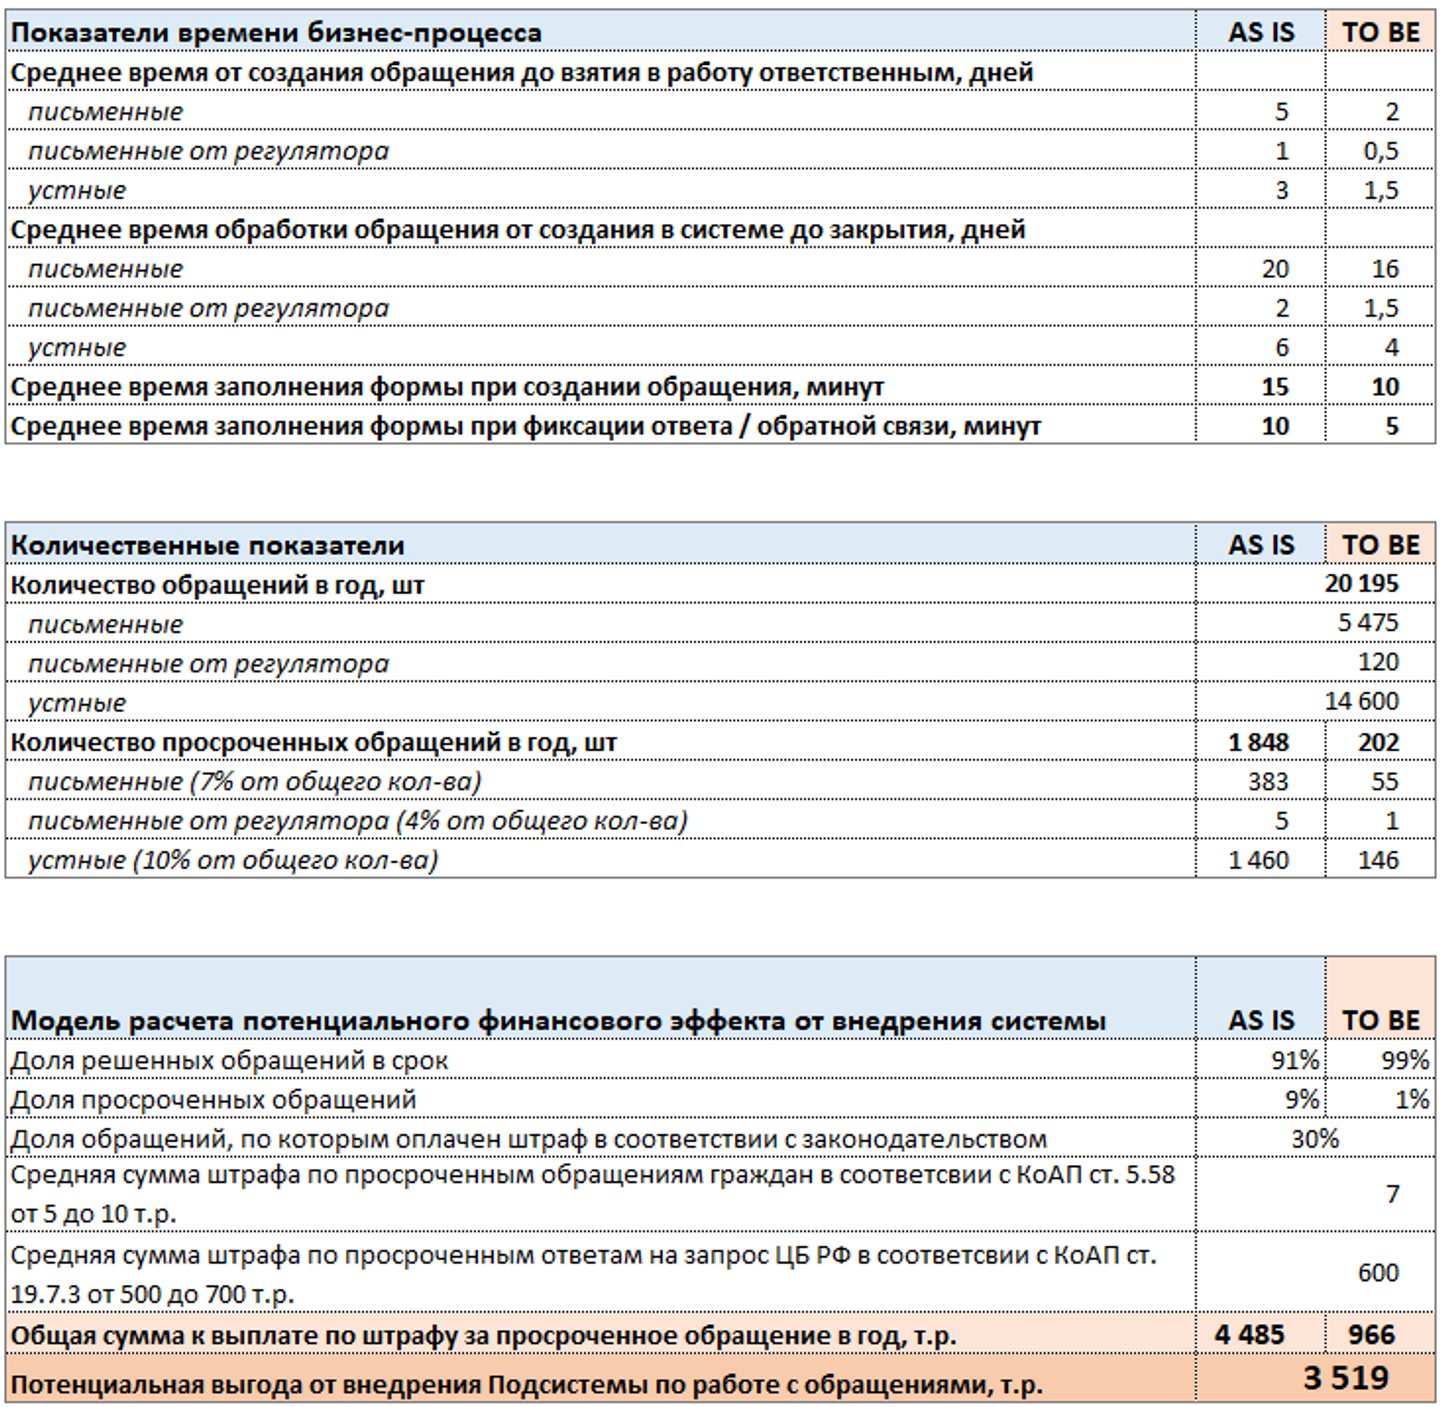 Показатели времени бизнес-процесса AS IS TO BE
Среднее время от создания обращения до взятия в работу ответственным, дней
письменные 5 2
письменные от регулятора 1 0,5
устные 3 1,5
Среднее время обработки обращения от создания в системе до закрытия, дней
письменные 20 16
письменные от регулятора 2 1,5
устные 6 4
Среднее время заполнения формы при создании обращения, минут 15 10
Среднее время заполнения формы при фиксации ответа / обратной связи, минут 10 5
Количественные показатели AS IS TO BE
Количество обращений в год, шт 20 195
письменные 5 475
письменные от регулятора 120
устные 14 600
Количество просроченных обращений в год, шт 1 848 202
письменные (7% от общего кол-ва) 383 55
письменные от регулятора (4% от общего кол-ва) 5 1
устные (10% от общего кол-ва) 1 460 146
Модель расчета потенциального финансового эффекта от внедрения системы AS IS TO BE
Доля решенных обращений в срок 91% 99%
Доля просроченных обращений 9% 1%
Доля обращений, по которым оплачен штраф в соответствии с законодательством 30%
Средняя сумма штрафа по просроченным обращениям граждан в соответсвии с КоАП ст. 5.58
от 5 до 10 т.р. 7
Средняя сумма штрафа по просроченным ответам на запрос ЦБ РФ в соответсвии с КоАП ст.
19.7.3 от 500 до 700 т.р. 600
Общая сумма к выплате по штрафу за просроченное обращение в год, т.р. 4 485 966
Потенциальная выгода от внедрения Подсистемы по работе с обращениями, т.р. 3 519